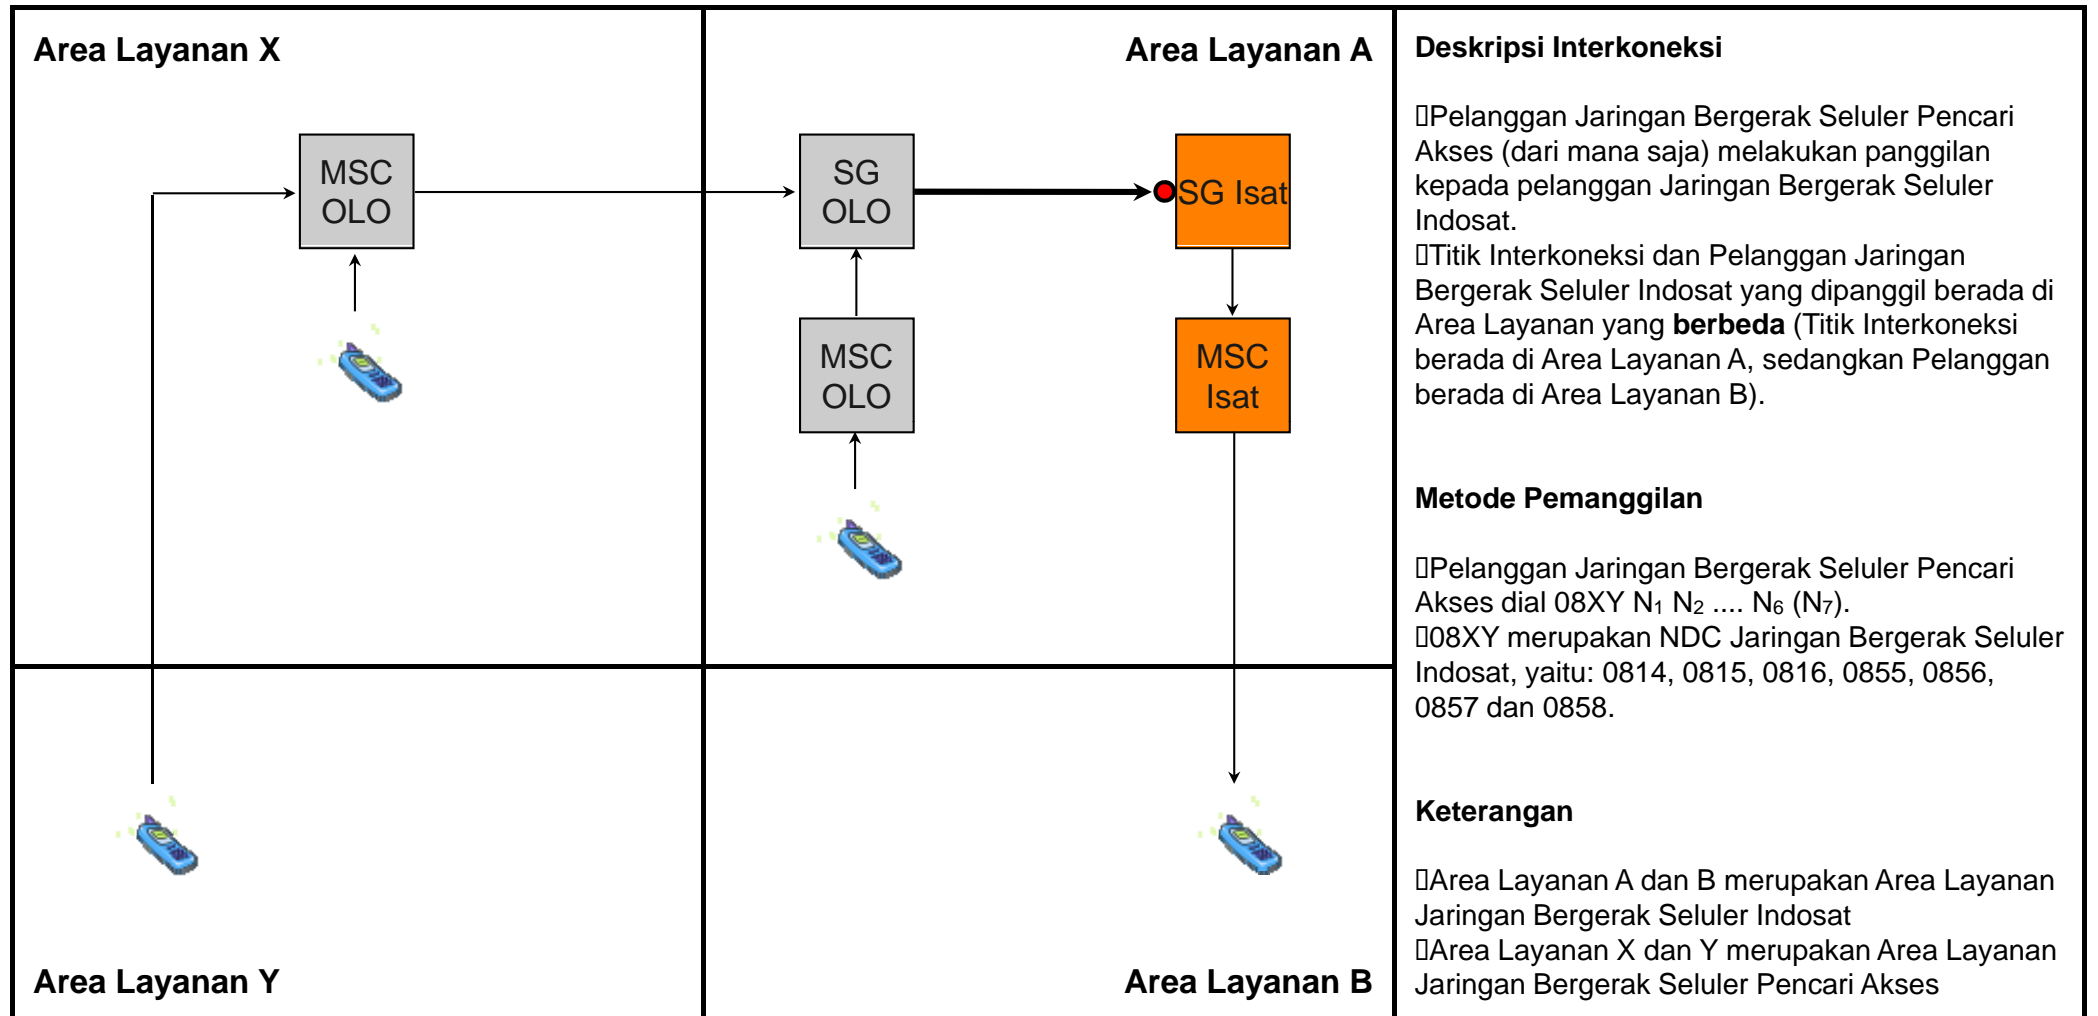 Area Layanan X
Area Layanan A
MSC
OLO
SG
OLO
SG Isat
MSC
OLO
MSC
Isat
Area Layanan Y
Area Layanan B
Deskripsi Interkoneksi
Pelanggan Jaringan Bergerak Seluler Pencari
Akses (dari mana saja) melakukan panggilan
kepada pelanggan Jaringan Bergerak Seluler
Indosat.
Titik Interkoneksi dan Pelanggan Jaringan
Bergerak Seluler Indosat yang dipanggil berada di
Area Layanan yang berbeda (Titik Interkoneksi
berada di Area Layanan A, sedangkan Pelanggan
berada di Area Layanan B).
Metode Pemanggilan
Pelanggan Jaringan Bergerak Seluler Pencari
Akses dial 08XY N₁ N₂ .... N₆ (N₇).
08XY merupakan NDC Jaringan Bergerak Seluler
Indosat, yaitu: 0814, 0815, 0816, 0855, 0856,
0857 dan 0858.
Keterangan
Area Layanan A dan B merupakan Area Layanan
Jaringan Bergerak Seluler Indosat
Area Layanan X dan Y merupakan Area Layanan
Jaringan Bergerak Seluler Pencari Akses